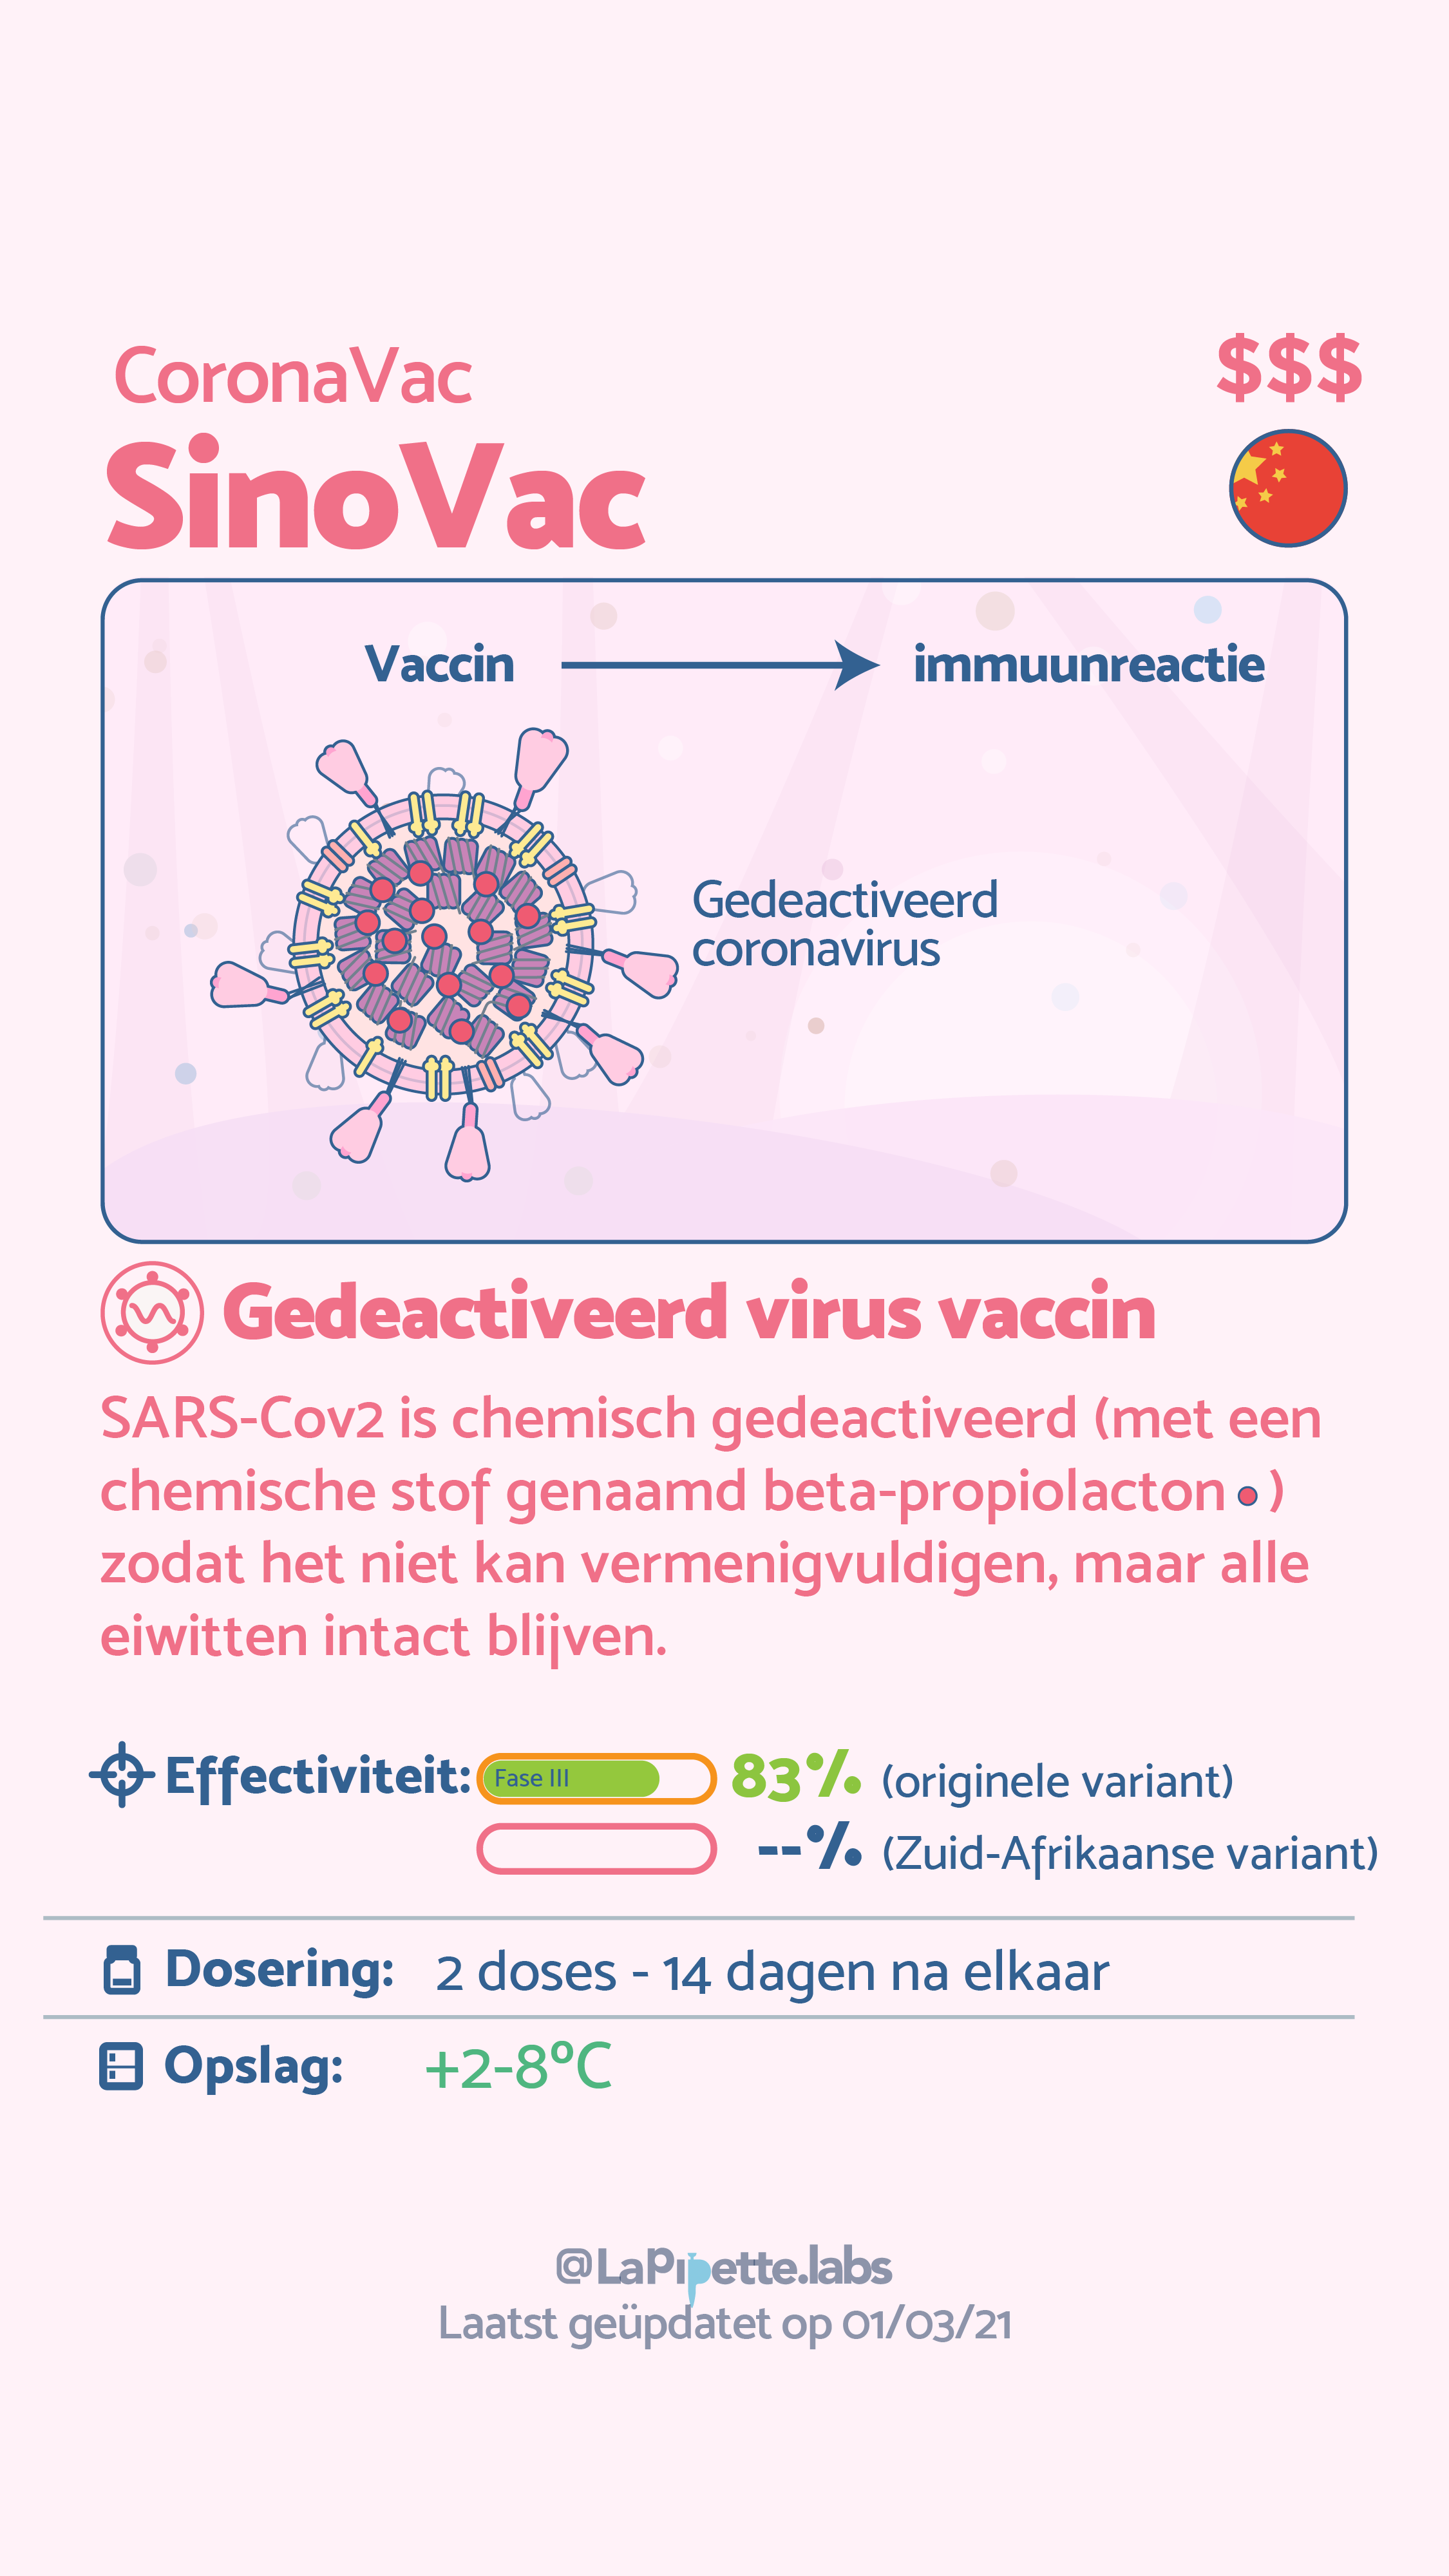 CoronaVac
$$$
SinoVac
Vaccin
immuunreactie
Gedeactiveerd
coronavirus
Gedeactiveerd virus vaccin
SARS-Cov2 is chemisch gedeactiveerd (met een
chemische stof genaamd beta-propiolacton )
zodat het niet kan vermenigvuldigen, maar alle
eiwitten intact blijven.
Effectiviteit: Fase III 83% (originele variant)
--% (Zuid-Afrikaanse variant)
Dosering: 2 doses - 14 dagen na elkaar
Opslag: +2-8ºC
@LaPipette.labs
Laatst geüpdatet op 01/03/21